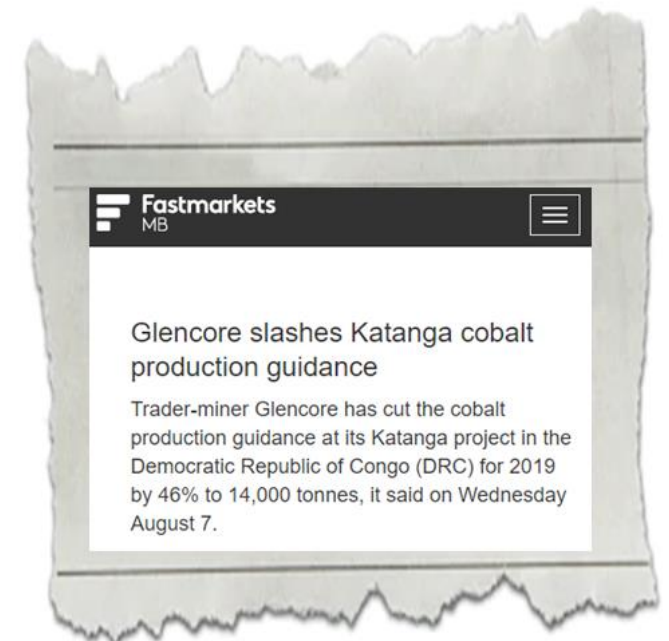 Fastmarkets
MB
Glencore slashes Katanga cobalt
production guidance
Trader-miner Glencore has cut the cobalt
production guidance at its Katanga project in the
Democratic Republic of Congo (DRC) for 2019
by 46% to 14,000 tonnes, it said on Wednesday
August 7.